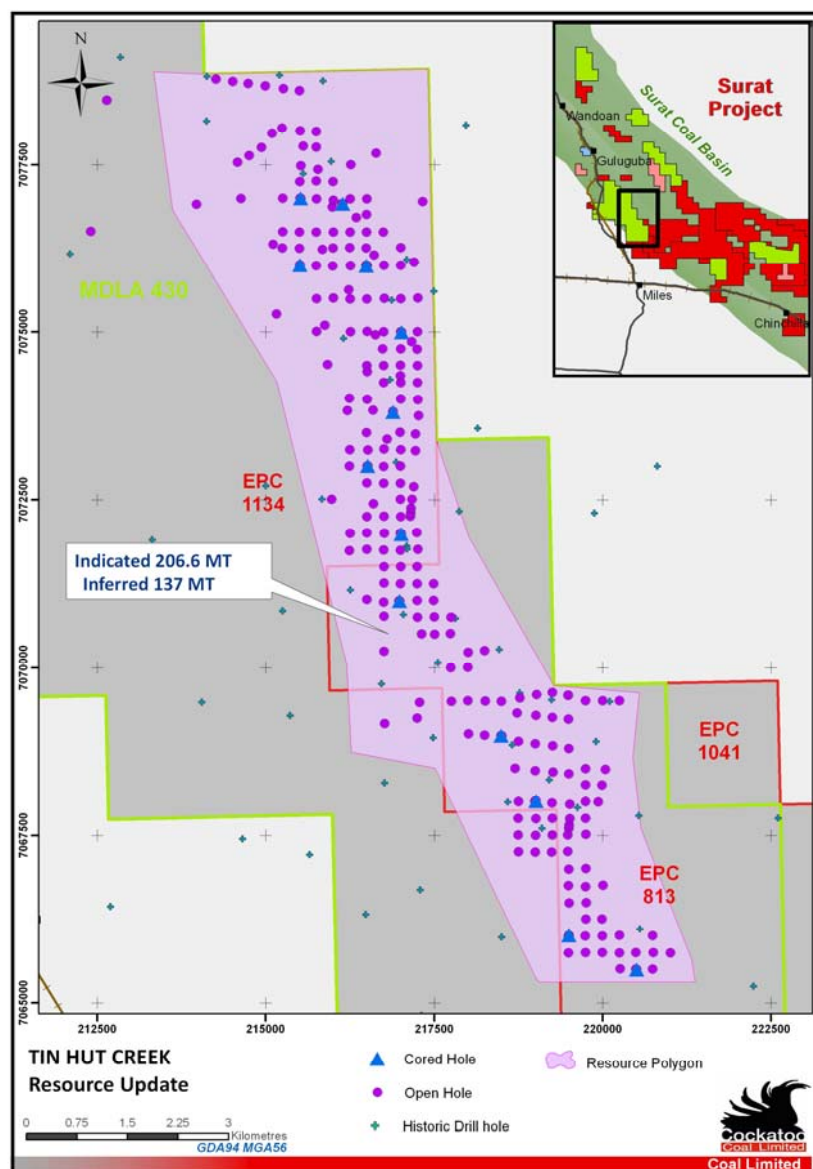 N
Surat
Project
Surat Coal Basin
Wandoan
Guluguba
Miles
Chinchilla
7077500
7075000
7072500
7070000
7067500
7065000
MDLA 430
EPC
1134
Indicated 206.6 MT
Inferred 137 MT
EPC
1041
EPC
813
212500
215000
217500
220000
222500
TIN HUT CREEK
Resource Update
Cored Hole
Open Hole
Historic Drill hole
Resource Polygon
0 0.75 1.5 2.25 3
Kilometres
GDA94 MGA56
Cockatoo
Coal Limited
Coal Limited